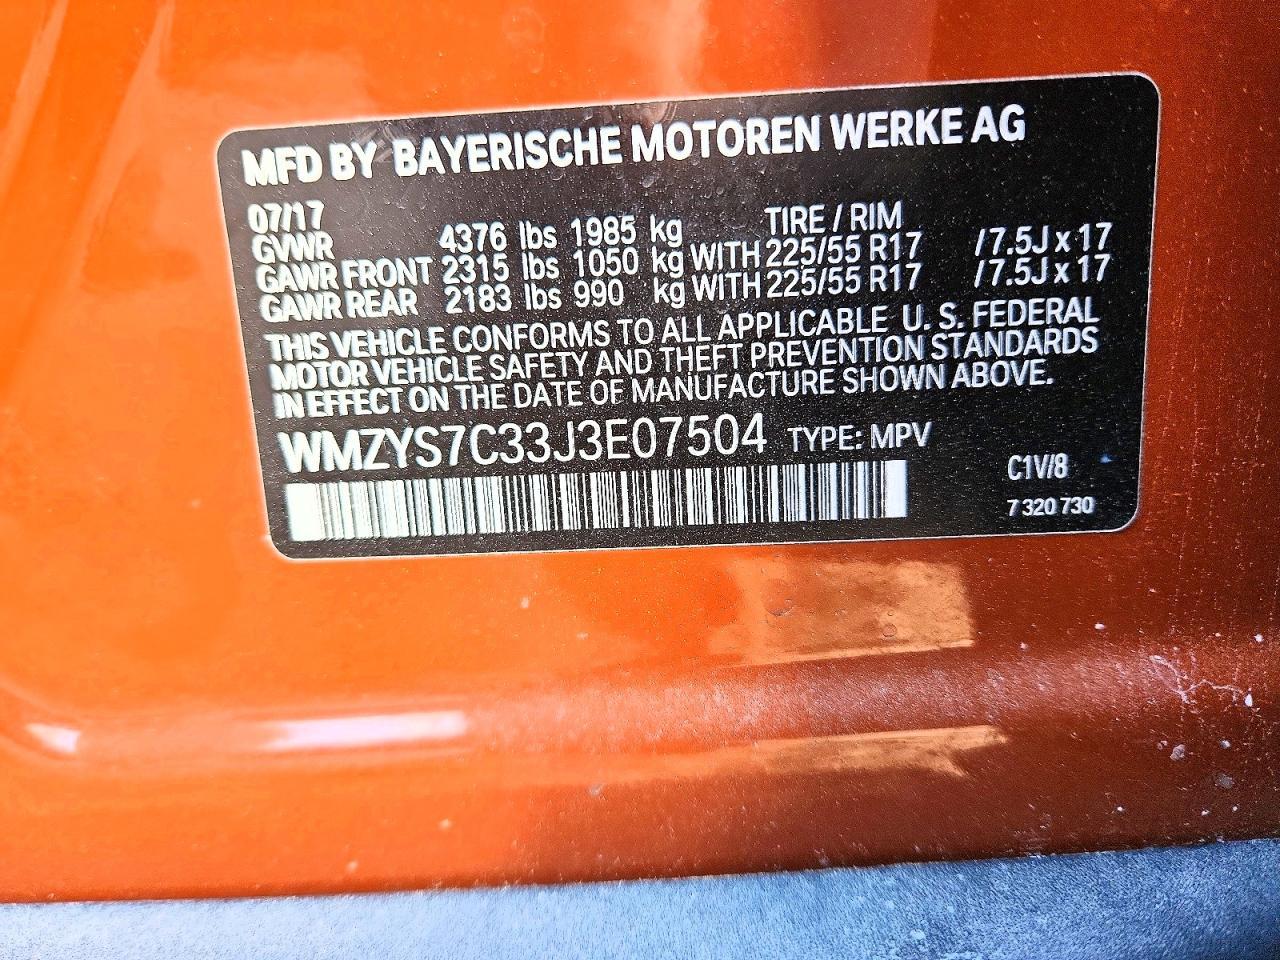 MFD BY BAYERISCHE MOTOREN WERKE AG
07/17 TIRE / RIM
GVWR 4376 lbs 1985 kg
GAWR FRONT 2315 lbs 1050 kg WITH 225/55 R17 /7.5J x 17
GAWR REAR 2183 lbs 990 kg WITH 225/55 R17 /7.5J x 17
THIS VEHICLE CONFORMS TO ALL APPLICABLE U. S. FEDERAL
MOTOR VEHICLE SAFETY AND THEFT PREVENTION STANDARDS
IN EFFECT ON THE DATE OF MANUFACTURE SHOWN ABOVE.
WMZYS7C33J3E07504 TYPE: MPV
C1V/8
7 320 730